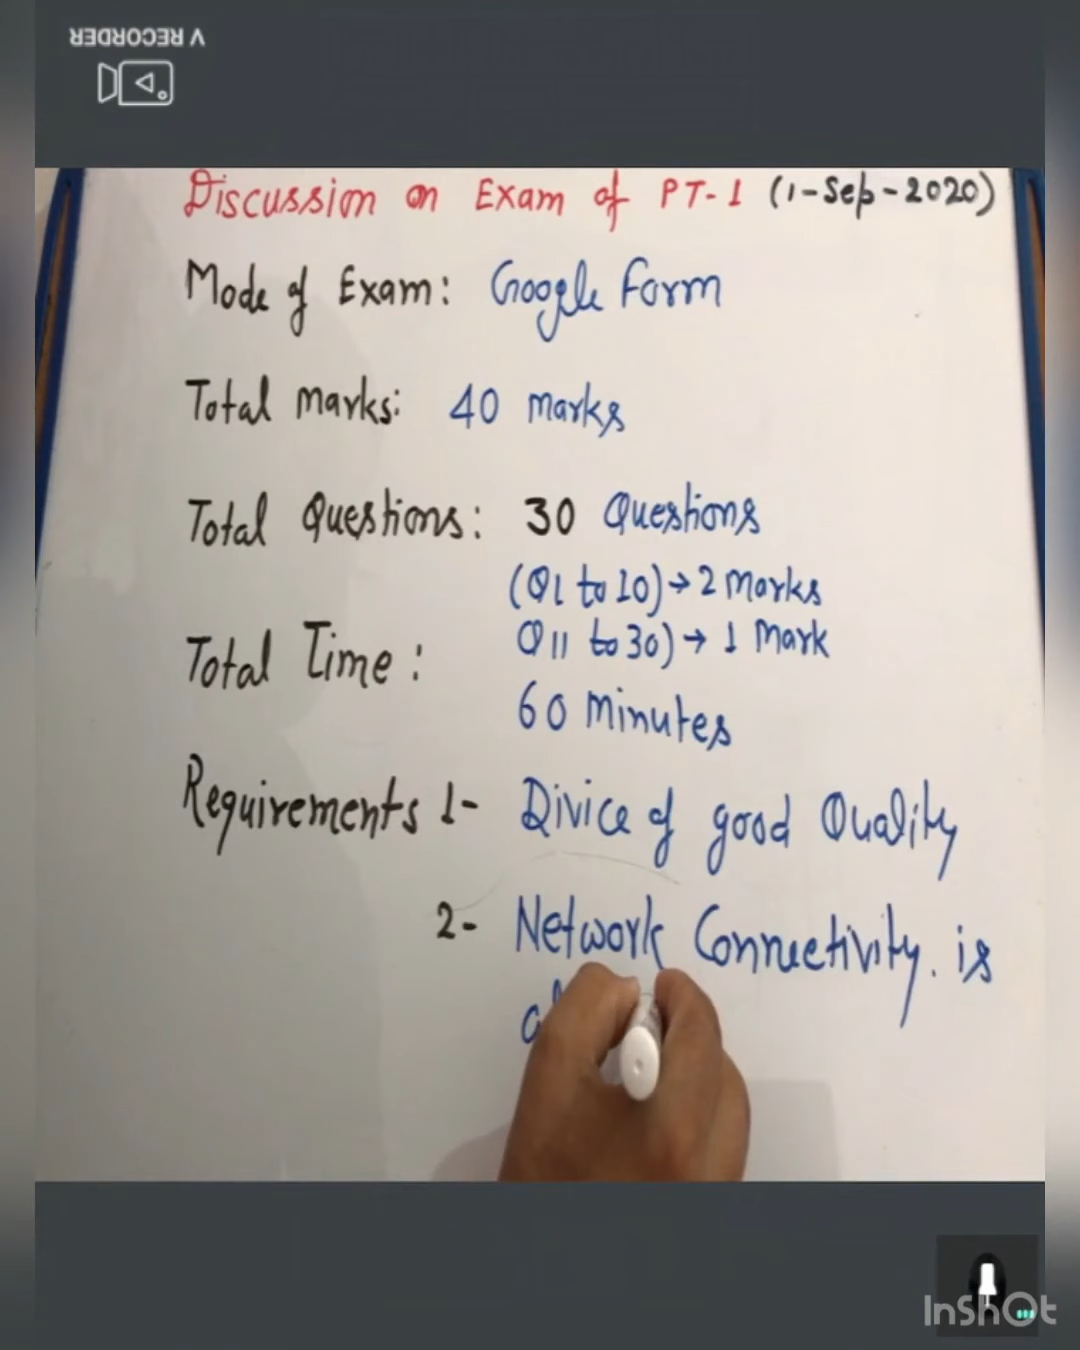 V RECORDER
Discussion on Exam of PT-1 (1-Sep-2020)
Mode of Exam: Google Form
Total marks: 40 marks
Total Questions: 30 Questions
(Q1 to 10)→2 Marks
Q11 to 30)→ 1 Mark
Total Time:
60 Minutes
Requirements 1- Divice of good Quality
2- Network Connectivity. is
InShOt